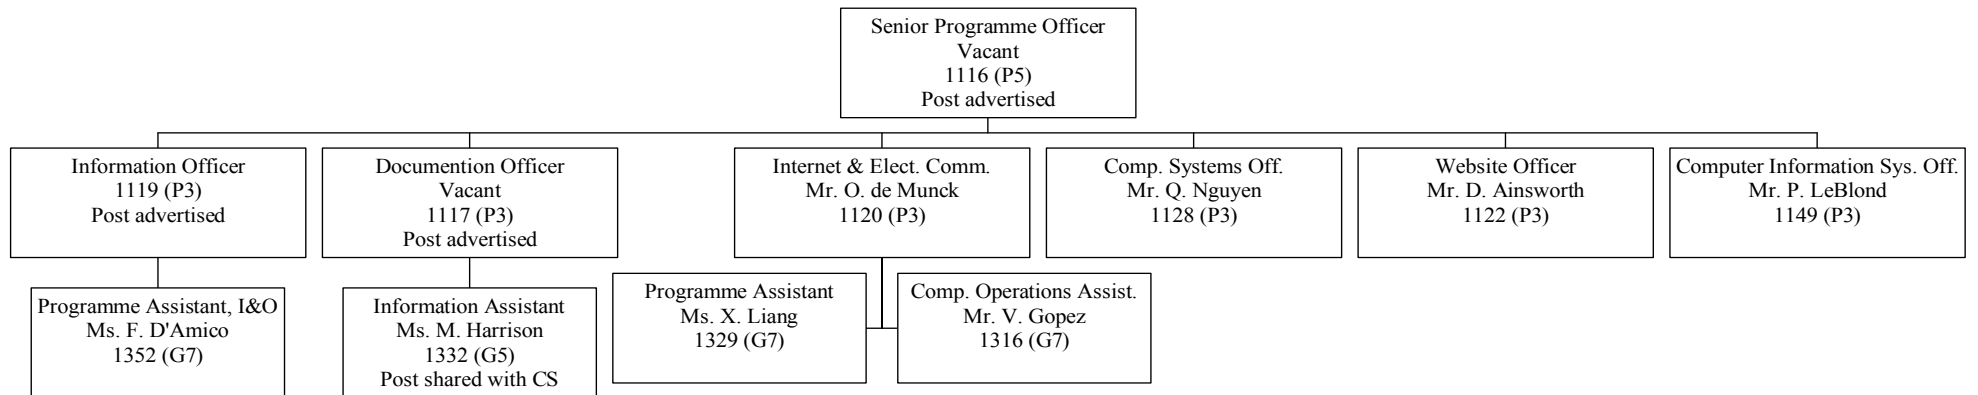 Senior Programme Officer
Vacant
1116 (P5)
Post advertised
Information Officer
1119 (P3)
Post advertised
Documention Officer
Vacant
1117 (P3)
Post advertised
Internet & Elect. Comm.
Mr. O. de Munck
1120 (P3)
Comp. Systems Off.
Mr. Q. Nguyen
1128 (P3)
Website Officer
Mr. D. Ainsworth
1122 (P3)
Computer Information Sys. Off.
Mr. P. LeBlond
1149 (P3)
Programme Assistant, I&O
Ms. F. D'Amico
1352 (G7)
Information Assistant
Ms. M. Harrison
1332 (G5)
Post shared with CS
Programme Assistant
Ms. X. Liang
1329 (G7)
Comp. Operations Assist.
Mr. V. Gopez
1316 (G7)